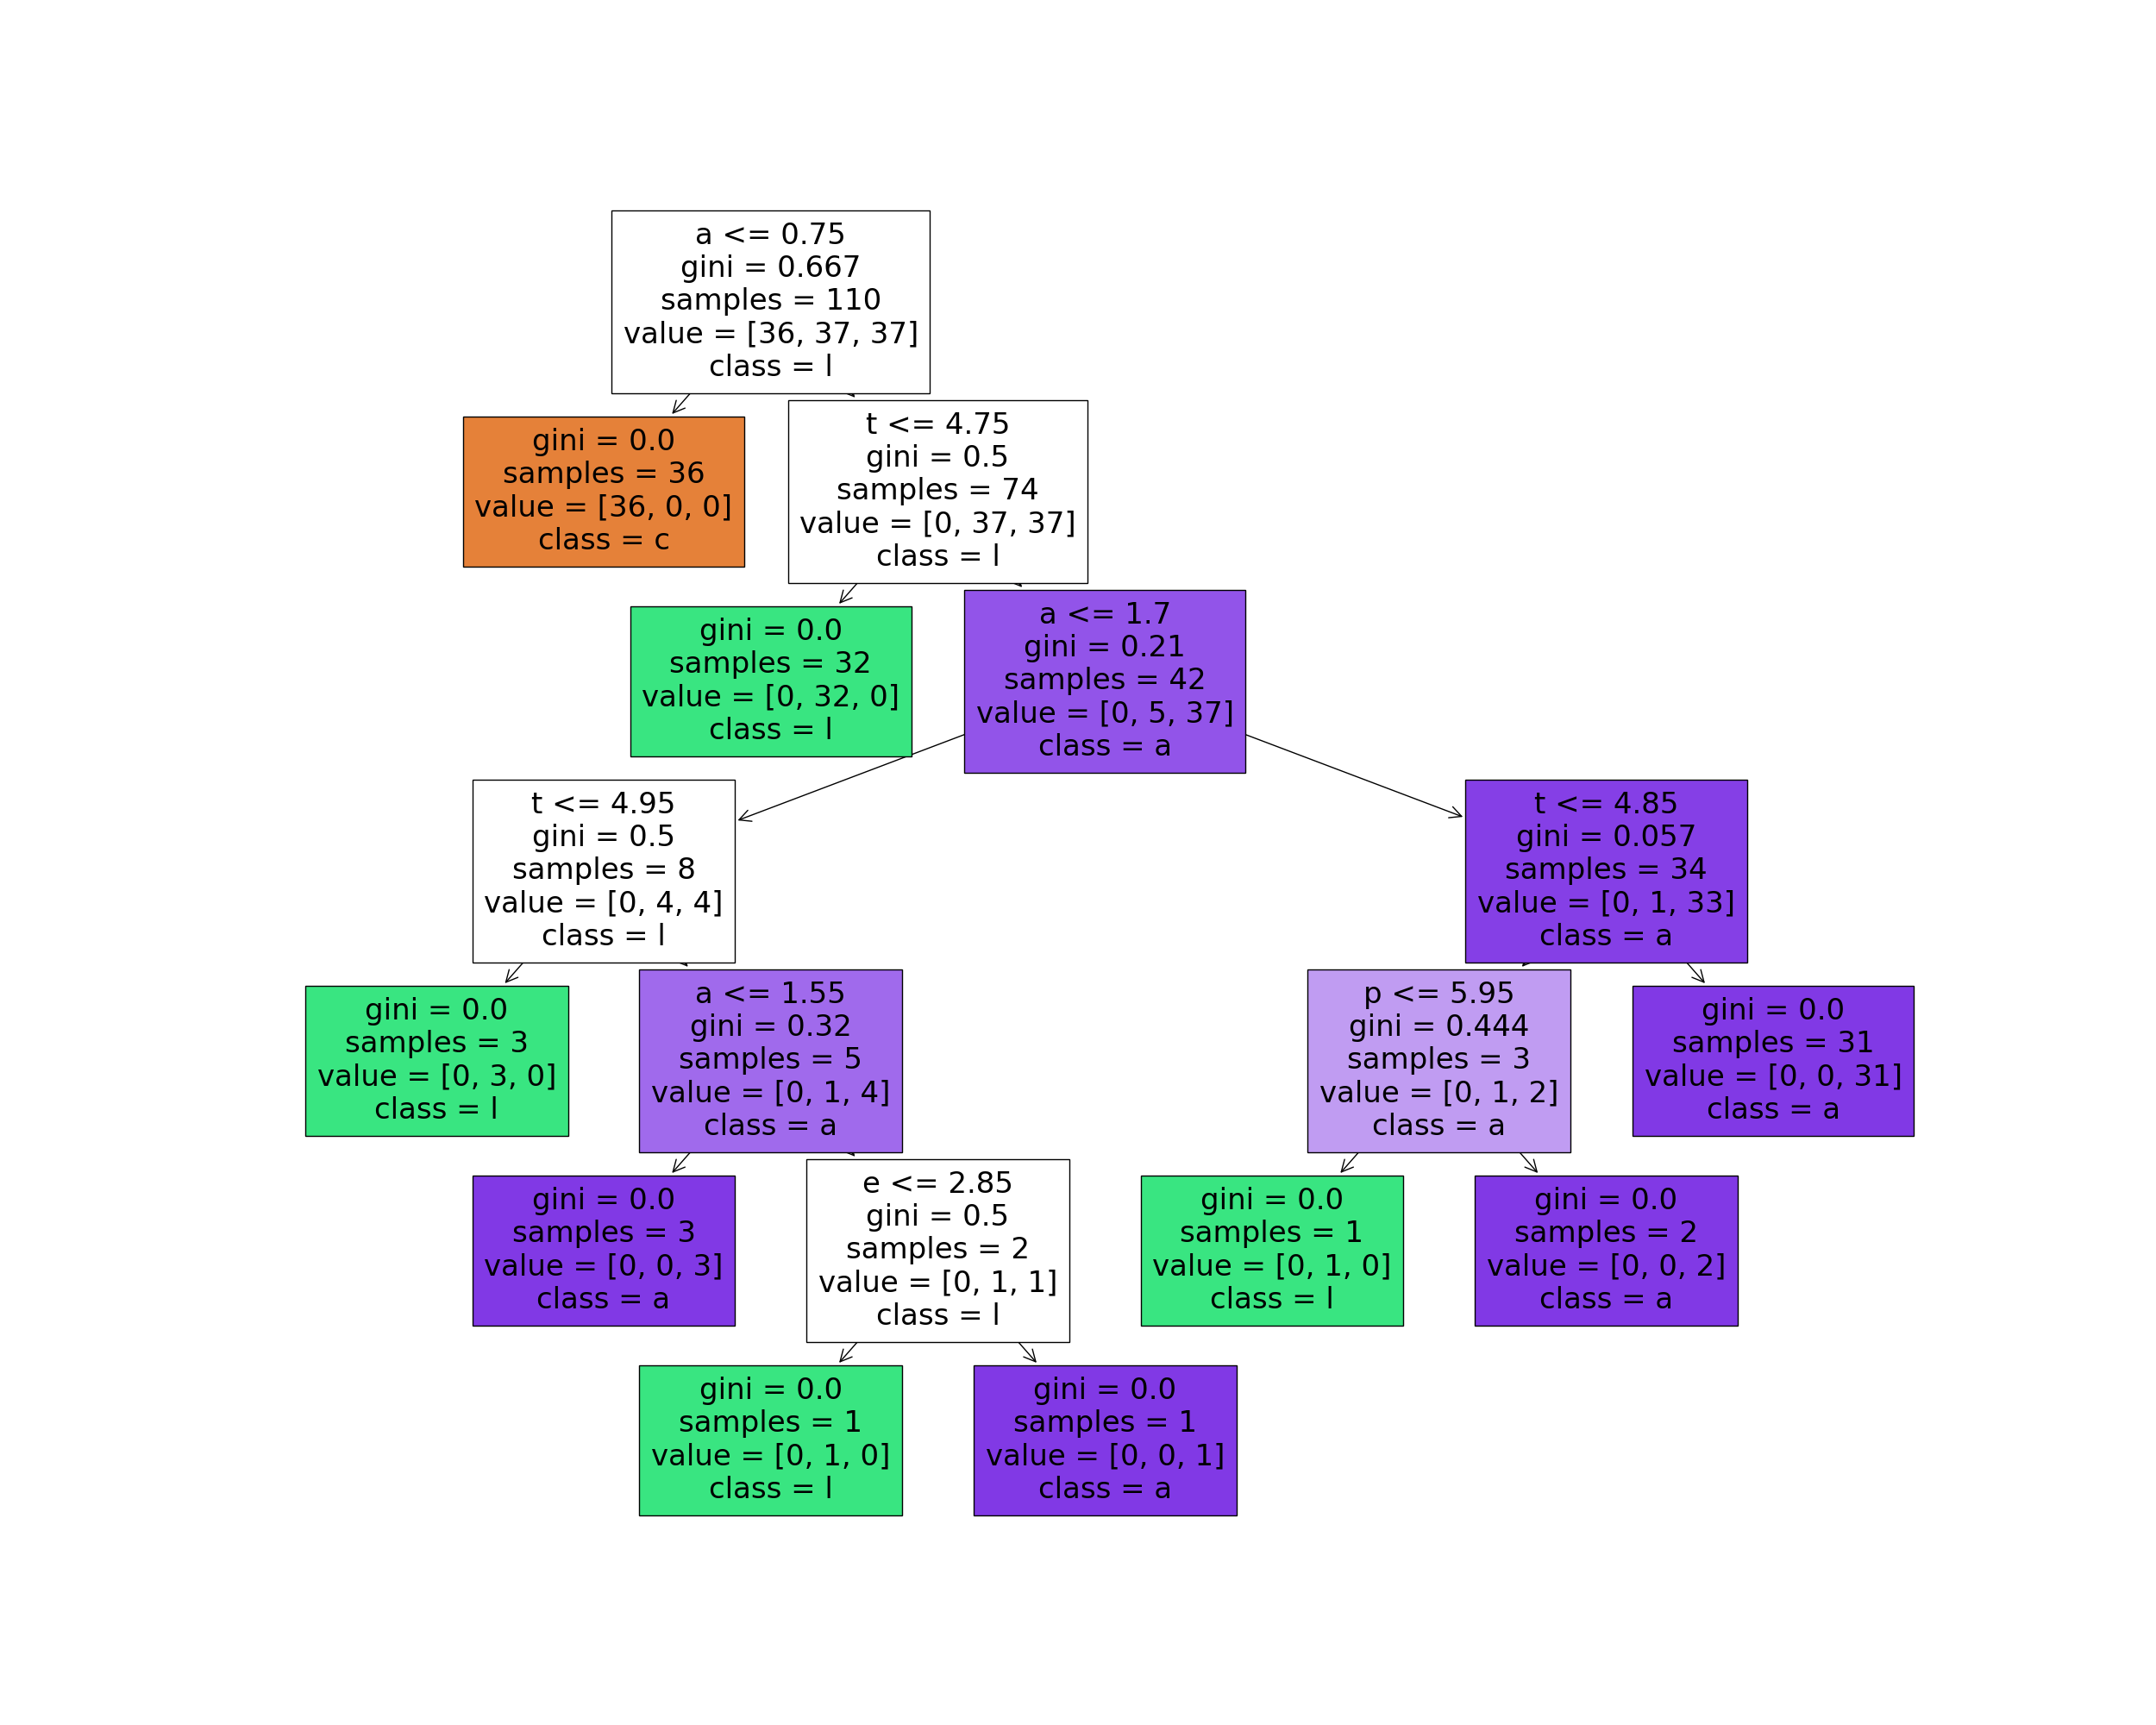 a <= 0.75
gini = 0.667
samples = 110
value = [36, 37, 37]
class = l
gini = 0.0
samples = 36
value = [36, 0, 0]
class = c
t <= 4.75
gini = 0.5
samples = 74
value = [0, 37, 37]
class = l
gini = 0.0
samples = 32
value = [0, 32, 0]
class = l
a <= 1.7
gini = 0.21
samples = 42
value = [0, 5, 37]
class = a
t <= 4.95
gini = 0.5
samples = 8
value = [0, 4, 4]
class = l
t <= 4.85
gini = 0.057
samples = 34
value = [0, 1, 33]
class = a
gini = 0.0
samples = 3
value = [0, 3, 0]
class = l
a <= 1.55
gini = 0.32
samples = 5
value = [0, 1, 4]
class = a
p <= 5.95
gini = 0.444
samples = 3
value = [0, 1, 2]
class = a
gini = 0.0
samples = 31
value = [0, 0, 31]
class = a
gini = 0.0
samples = 3
value = [0, 0, 3]
class = a
e <= 2.85
gini = 0.5
samples = 2
value = [0, 1, 1]
class = l
gini = 0.0
samples = 1
value = [0, 1, 0]
class = l
gini = 0.0
samples = 2
value = [0, 0, 2]
class = a
gini = 0.0
samples = 1
value = [0, 1, 0]
class = l
gini = 0.0
samples = 1
value = [0, 0, 1]
class = a